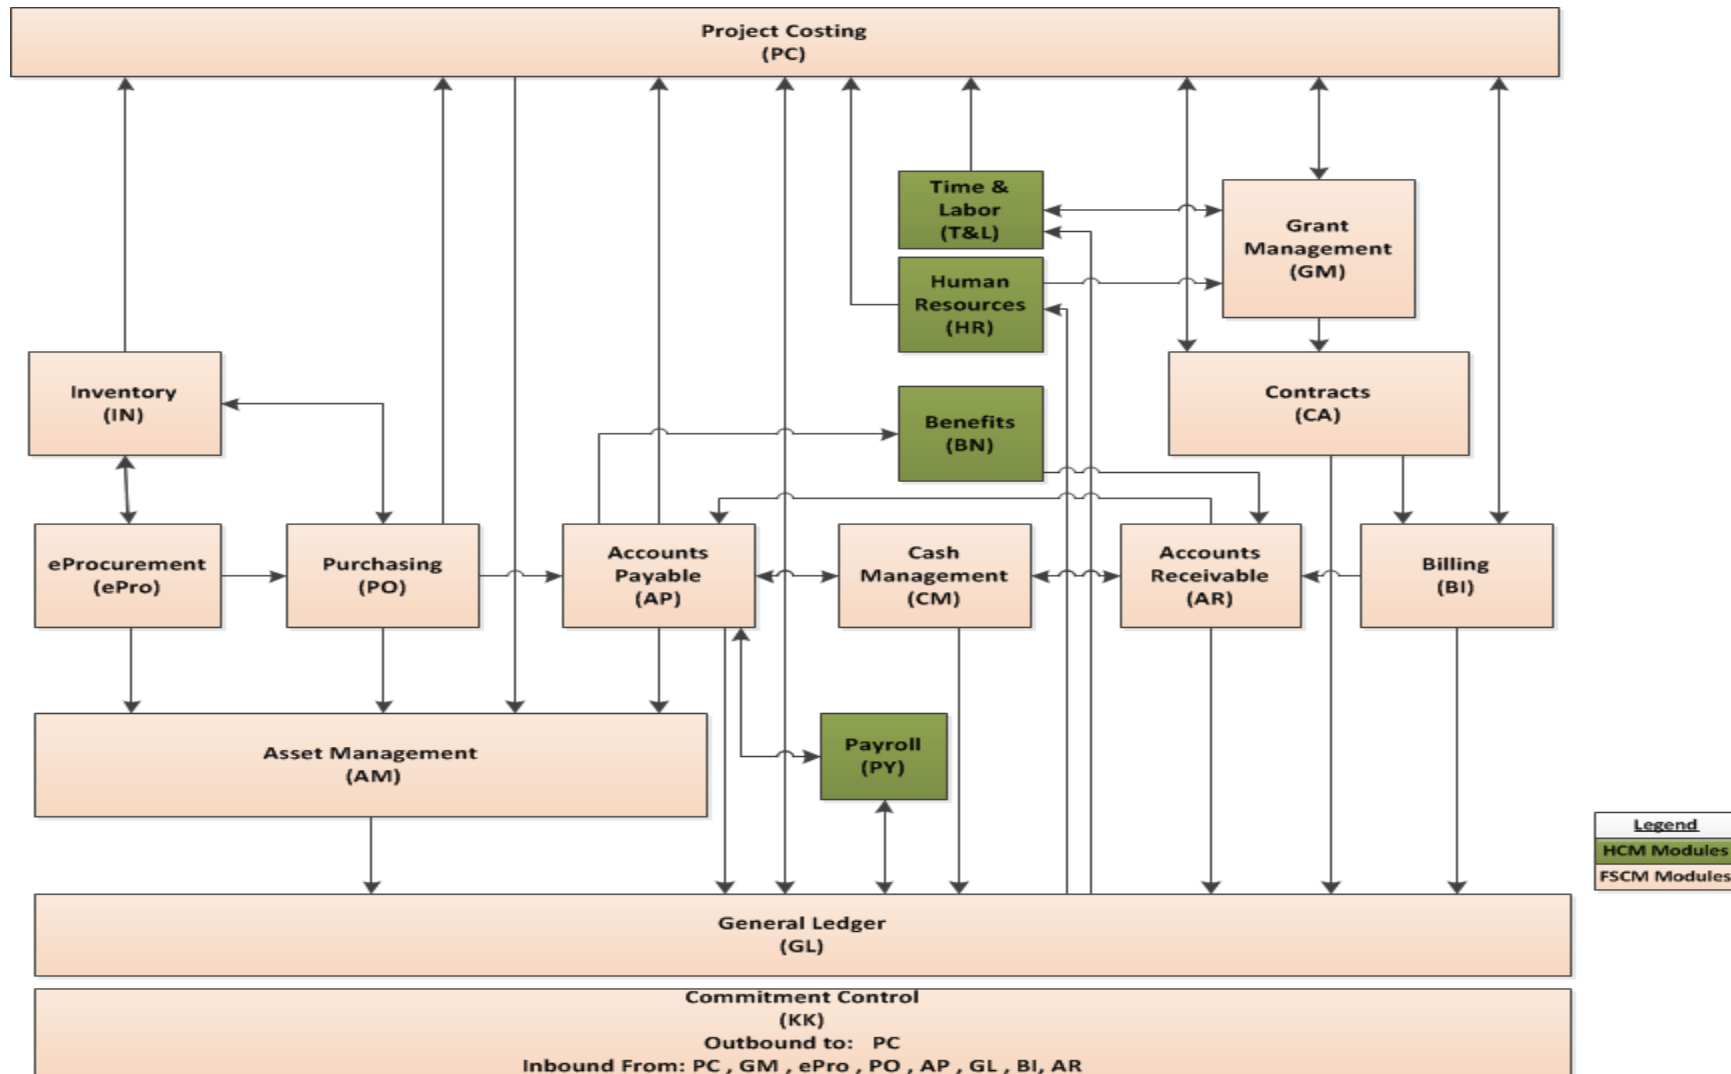 Project Costing
(PC)
Time &
Labor
(T&L)
Grant
Management
(GM)
Human
Resources
(HR)
Inventory
(IN)
Contracts
(CA)
Benefits
(BN)
eProcurement
(ePro)
Purchasing
(PO)
Accounts
Payable
(AP)
Cash
Management
(CM)
Accounts
Receivable
(AR)
Billing
(BI)
Asset Management
(AM)
Payroll
(PY)
Legend
HCM Modules
FSCM Modules
General Ledger
(GL)
Commitment Control
(KK)
Outbound to: PC
Inbound From: PC , GM , ePro , PO , AP , GL , BI, AR